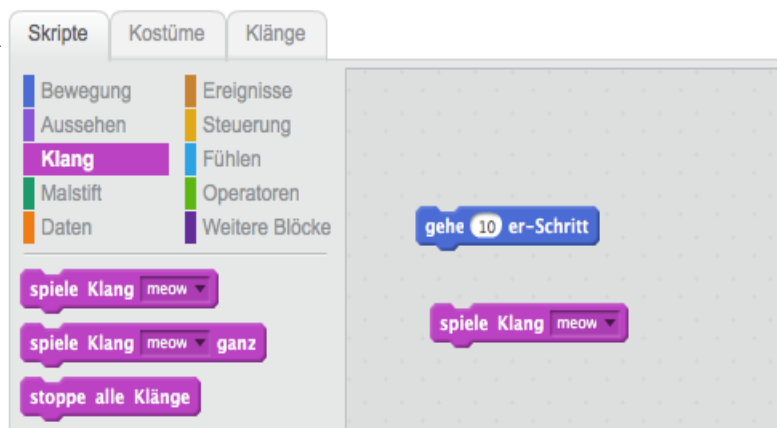 Skripte Kostüme Klänge
Bewegung Ereignisse
Aussehen Steuerung
Klang Fühlen
Malstift Operatoren
Daten Weitere Blöcke
spiele Klang meow
spiele Klang meow ganz
stoppe alle Klänge
gehe 10 er-Schritt
spiele Klang meow